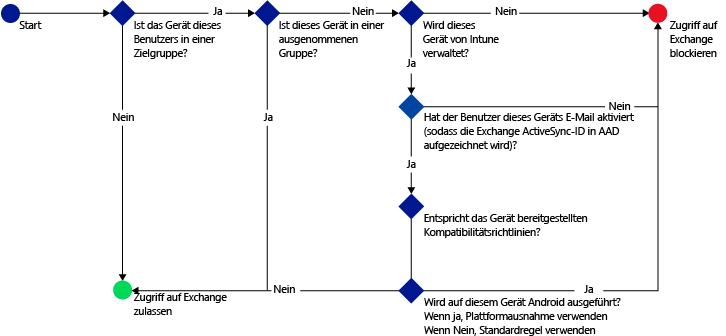 Start
Ist das Gerät dieses
Benutzers in einer
Zielgruppe?
Ja
Ist dieses Gerät in einer
ausgenommenen
Gruppe?
Nein
Wird dieses
Gerät von Intune
verwaltet?
Nein
Zugriff auf
Exchange
blockieren
Ja
Nein
Ja
Hat der Benutzer dieses Geräts E-Mail aktiviert
(sodass die Exchange ActiveSync-ID in AAD
aufgezeichnet wird)?
Nein
Ja
Entspricht das Gerät bereitgestellten
Kompatibilitätsrichtlinien?
Zugriff auf Exchange
zulassen
Nein
Ja
Wird auf diesem Gerät Android ausgeführt?
Wenn ja, Plattformausnahme verwenden
Wenn Nein, Standardregel verwenden